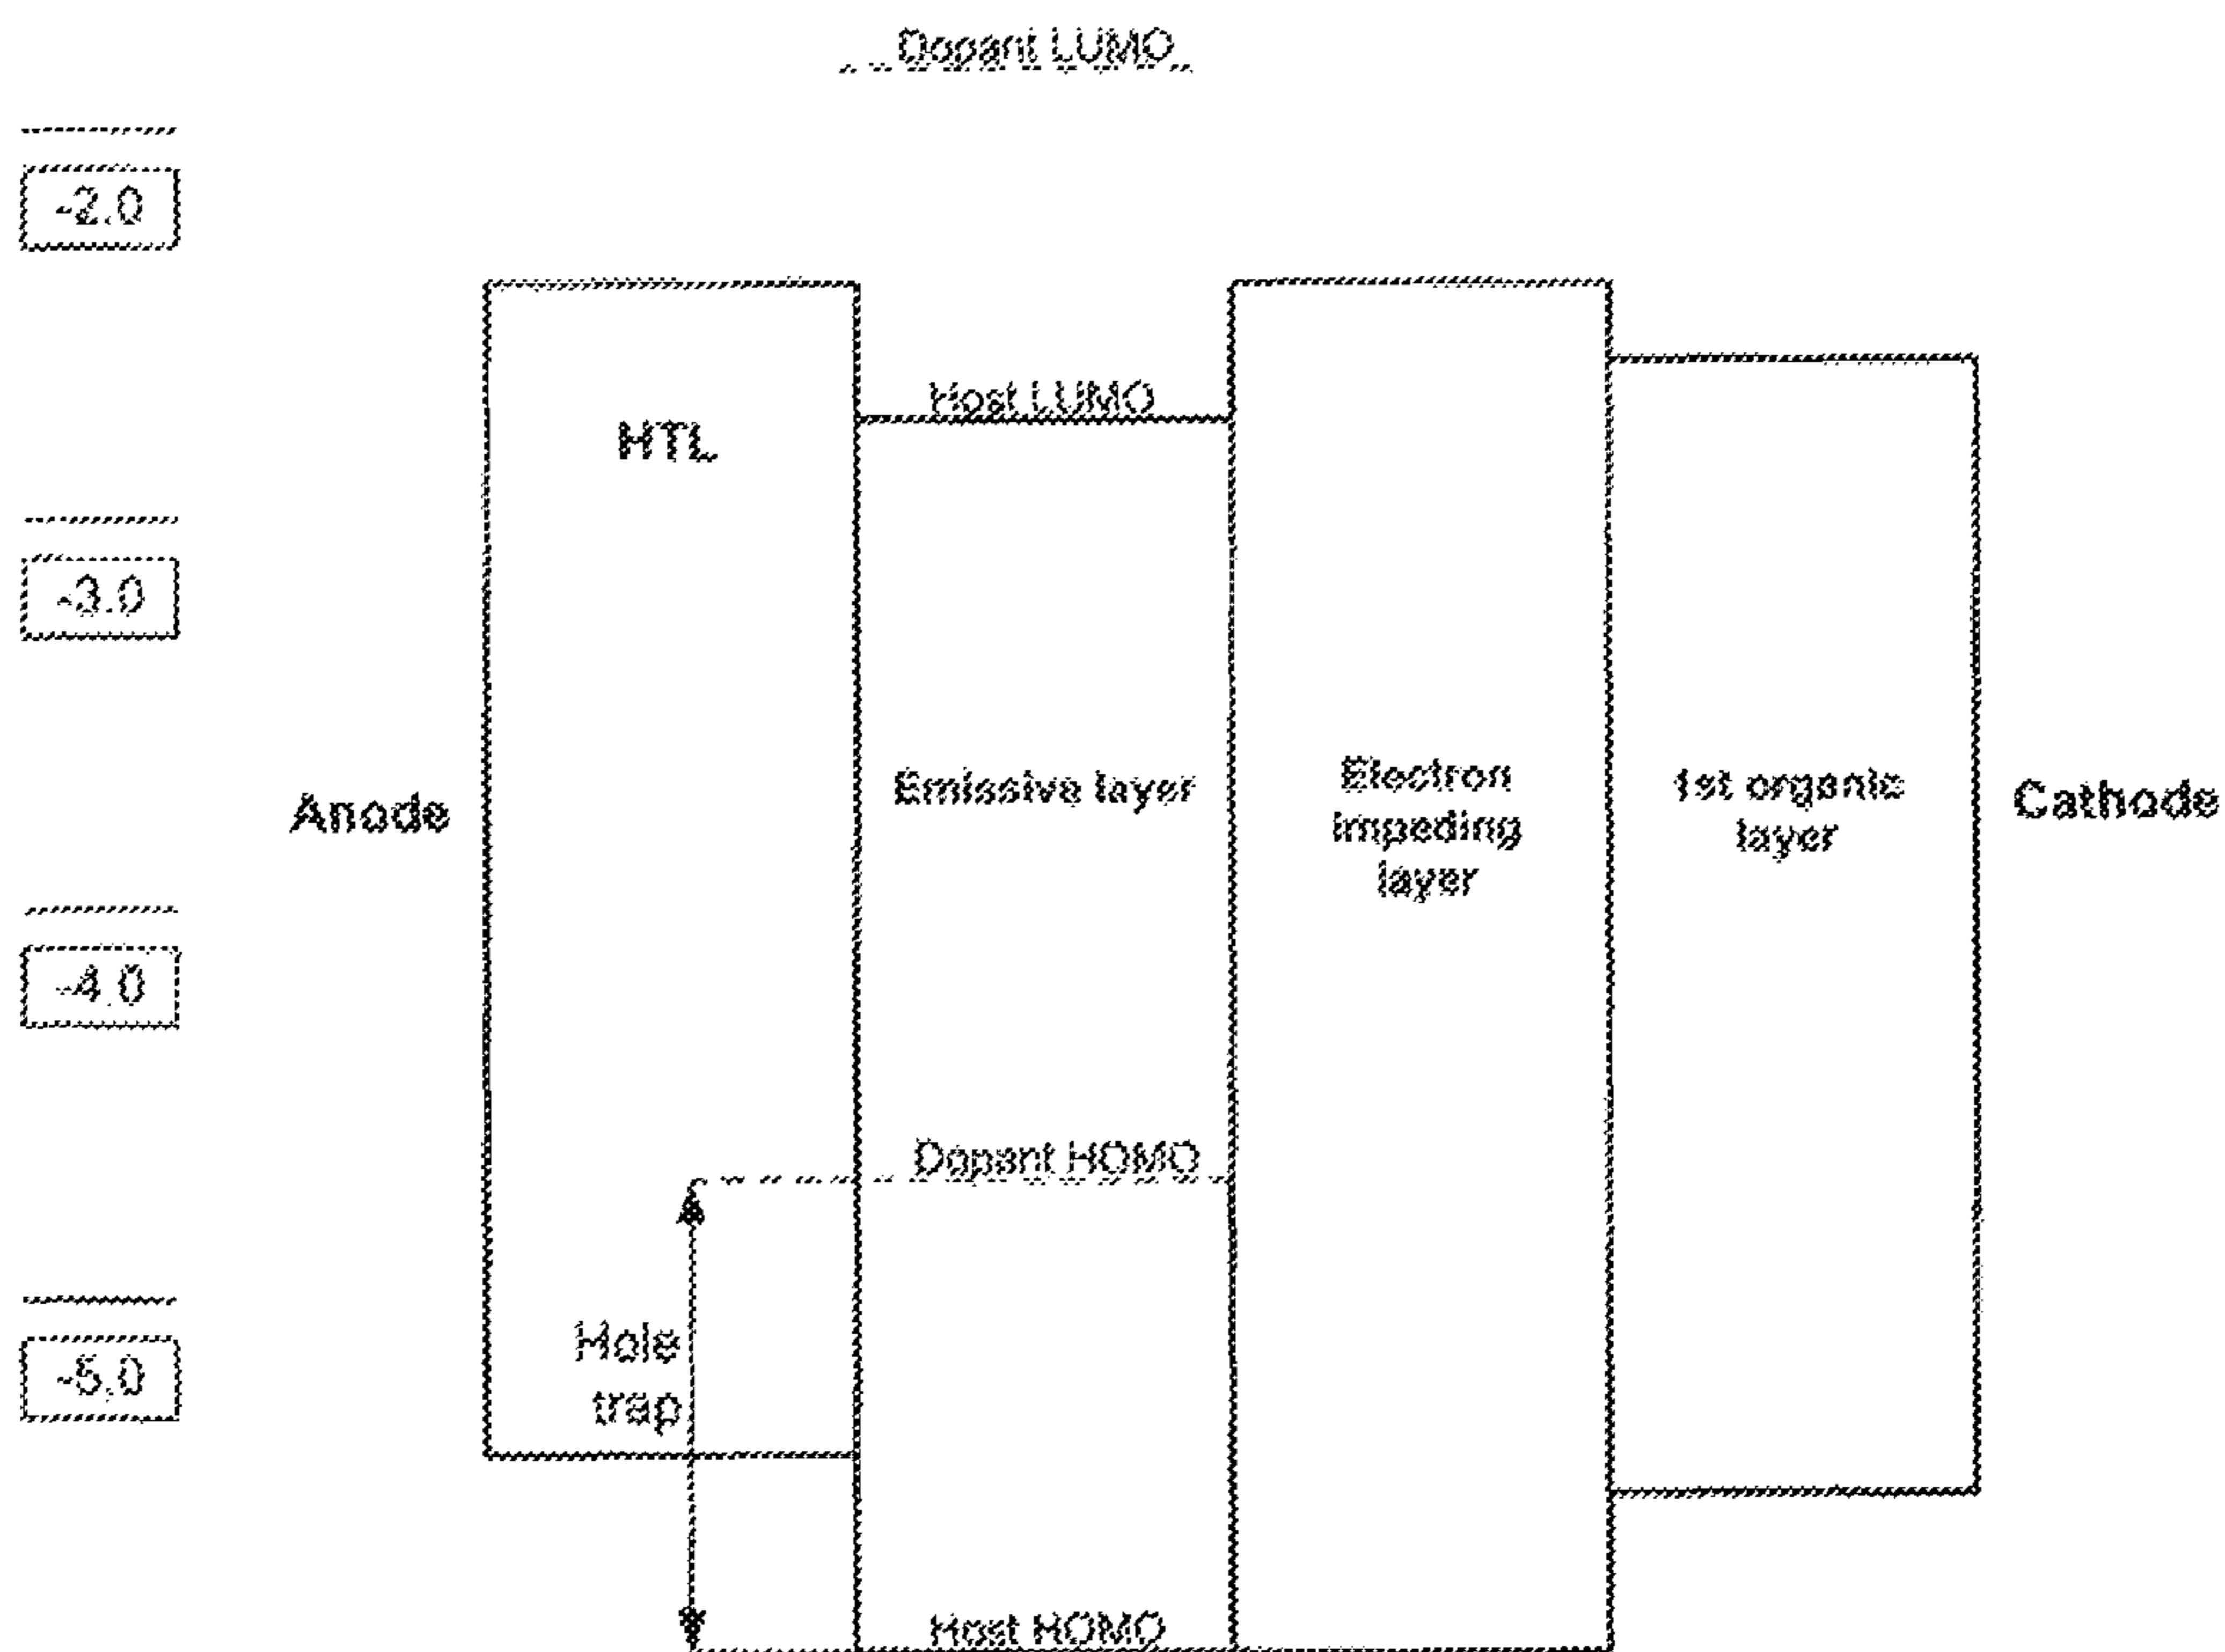 Dopant LUMO
-2.0
Host LUMO
HTL
-3.0
Emissive layer
Electron
impeding
layer
1st organic
layer
Anode
Cathode
-4.0
Dopant HOMO
-5.0
Hole
trap
Host HOMO